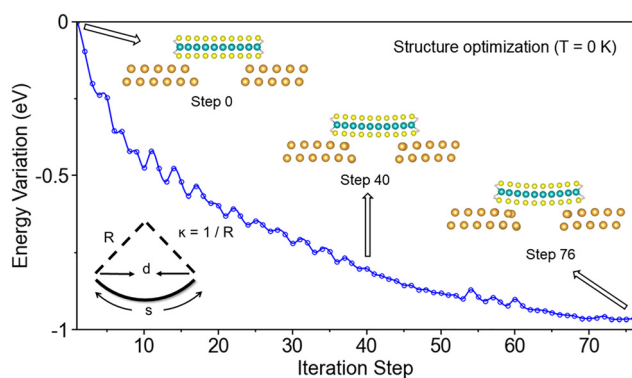 0
Structure optimization (T = 0 K)
Step 0
Energy Variation (eV)
-0.5
Step 40
Step 76
R
κ = 1 / R
d
s
-1
10
20
30
40
50
60
70
Iteration Step